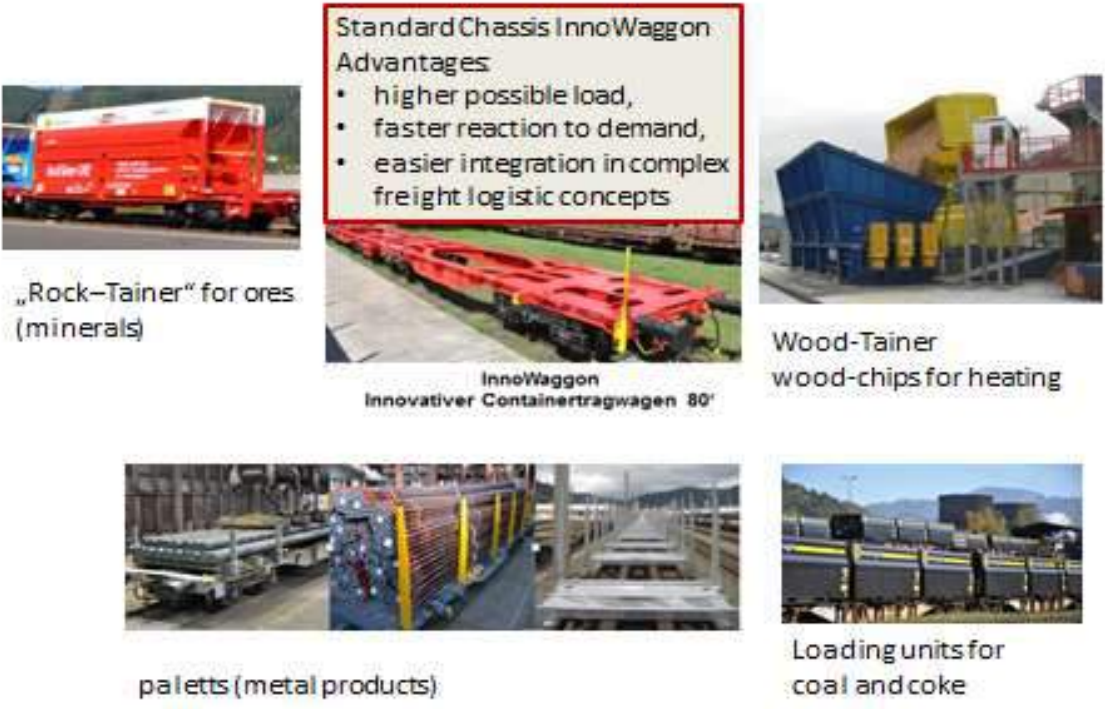 Standard Chassis InnoWaggon
Advantages:
• higher possible load,
• faster reaction to demand,
• easier integration in complex
freight logistic concepts
„Rock–Tainer“ for ores
(minerals)
InnoWaggon
Innovativer Containertragwagen 80'
Wood-Tainer
wood-chips for heating
paletts (metal products)
Loading units for
coal and coke